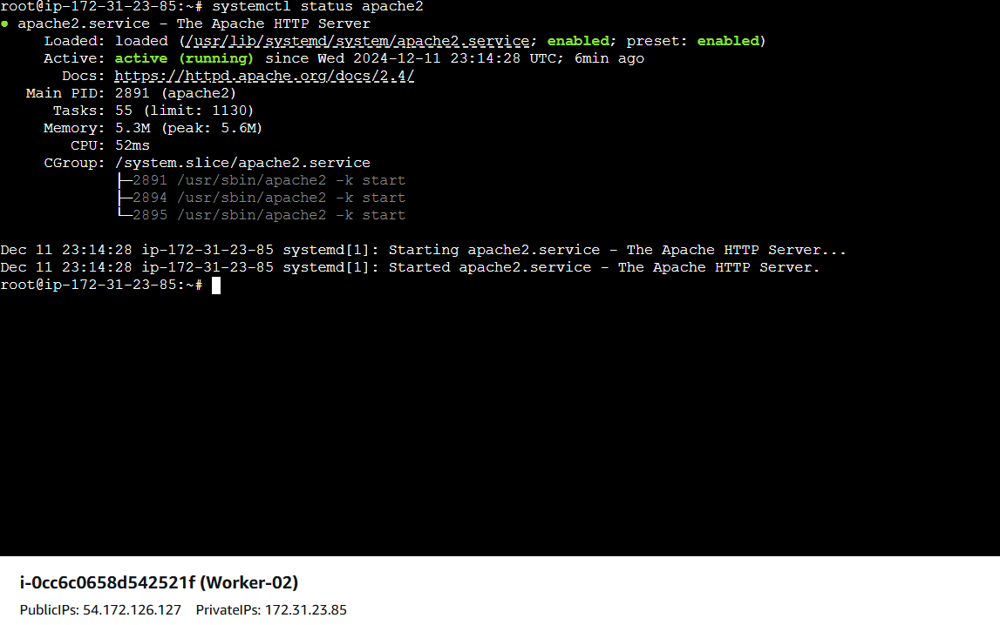 root@ip-172-31-23-85:~# systemctl status apache2
● apache2.service - The Apache HTTP Server
     Loaded: loaded (/usr/lib/systemd/system/apache2.service; enabled; preset: enabled)
     Active: active (running) since Wed 2024-12-11 23:14:28 UTC; 6min ago
       Docs: https://httpd.apache.org/docs/2.4/
   Main PID: 2891 (apache2)
      Tasks: 55 (limit: 1130)
     Memory: 5.3M (peak: 5.6M)
        CPU: 52ms
     CGroup: /system.slice/apache2.service
             ├─2891 /usr/sbin/apache2 -k start
             ├─2894 /usr/sbin/apache2 -k start
             └─2895 /usr/sbin/apache2 -k start
Dec 11 23:14:28 ip-172-31-23-85 systemd[1]: Starting apache2.service - The Apache HTTP Server...
Dec 11 23:14:28 ip-172-31-23-85 systemd[1]: Started apache2.service - The Apache HTTP Server.
root@ip-172-31-23-85:~#
i-0cc6c0658d542521f (Worker-02)
PublicIPs: 54.172.126.127 PrivateIPs: 172.31.23.85